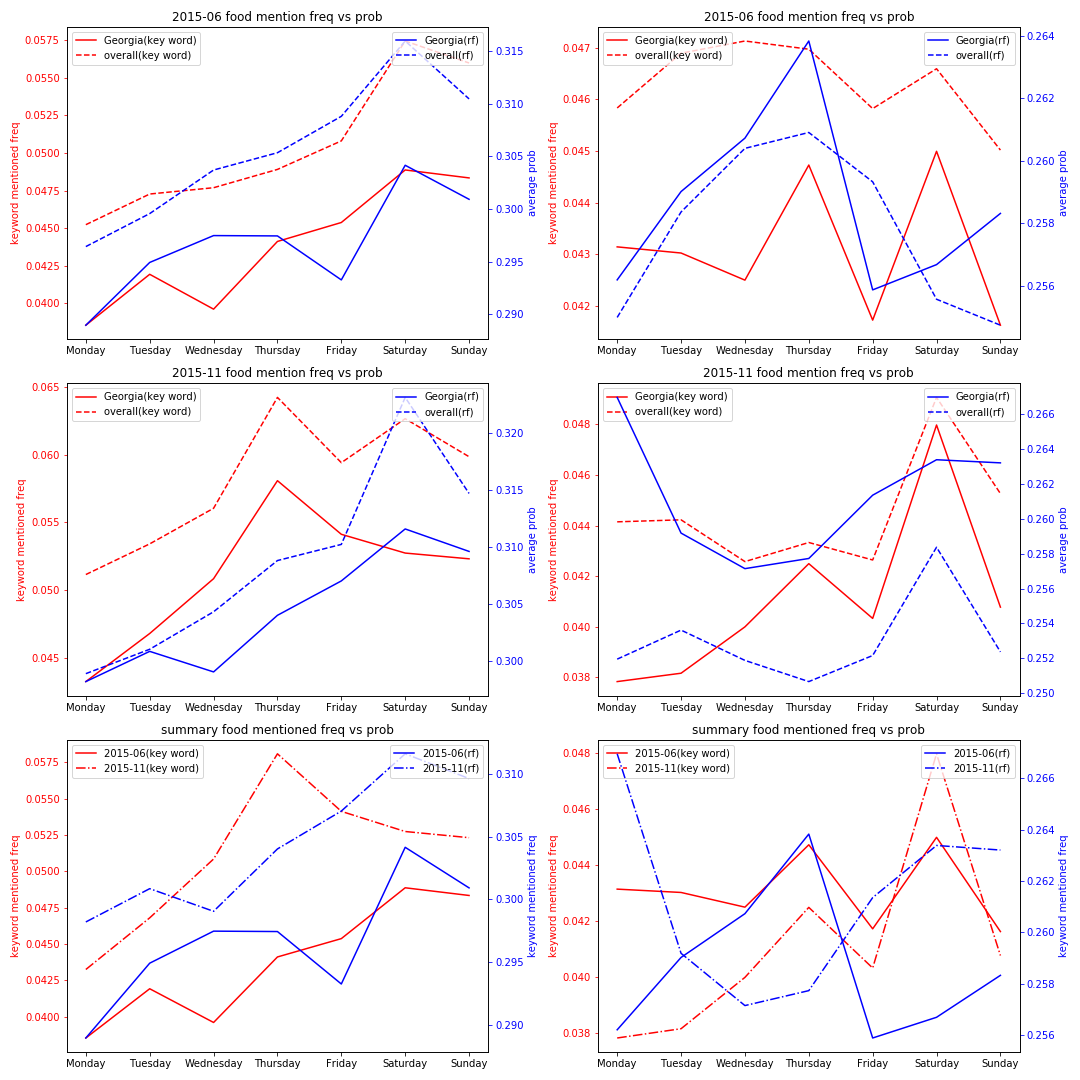 2015-06 food mention freq vs prob
Georgia(key word)
overall(key word)
Georgia(rf)
overall(rf)
keyword mentioned freq
0.0575
0.0550
0.0525
0.0500
0.0475
0.0450
0.0425
0.0400
0.315
0.310
0.305
0.300
0.295
0.290
average prob
Monday Tuesday Wednesday Thursday Friday Saturday Sunday
2015-06 food mention freq vs prob
Georgia(key word)
overall(key word)
Georgia(rf)
overall(rf)
keyword mentioned freq
0.047
0.046
0.045
0.044
0.043
0.042
0.264
0.262
0.260
0.258
0.256
average prob
Monday Tuesday Wednesday Thursday Friday Saturday Sunday
2015-11 food mention freq vs prob
Georgia(key word)
overall(key word)
Georgia(rf)
overall(rf)
keyword mentioned freq
0.065
0.060
0.055
0.050
0.045
0.320
0.315
0.310
0.305
0.300
average prob
Monday Tuesday Wednesday Thursday Friday Saturday Sunday
2015-11 food mention freq vs prob
Georgia(key word)
overall(key word)
Georgia(rf)
overall(rf)
keyword mentioned freq
0.048
0.046
0.044
0.042
0.040
0.038
0.266
0.264
0.262
0.260
0.258
0.256
0.254
0.252
0.250
average prob
Monday Tuesday Wednesday Thursday Friday Saturday Sunday
summary food mentioned freq vs prob
2015-06(key word)
2015-11(key word)
2015-06(rf)
2015-11(rf)
keyword mentioned freq
0.0575
0.0550
0.0525
0.0500
0.0475
0.0450
0.0425
0.0400
0.310
0.305
0.300
0.295
0.290
keyword mentioned freq
Monday Tuesday Wednesday Thursday Friday Saturday Sunday
summary food mentioned freq vs prob
2015-06(key word)
2015-11(key word)
2015-06(rf)
2015-11(rf)
keyword mentioned freq
0.048
0.046
0.044
0.042
0.040
0.038
0.266
0.264
0.262
0.260
0.258
0.256
keyword mentioned freq
Monday Tuesday Wednesday Thursday Friday Saturday Sunday